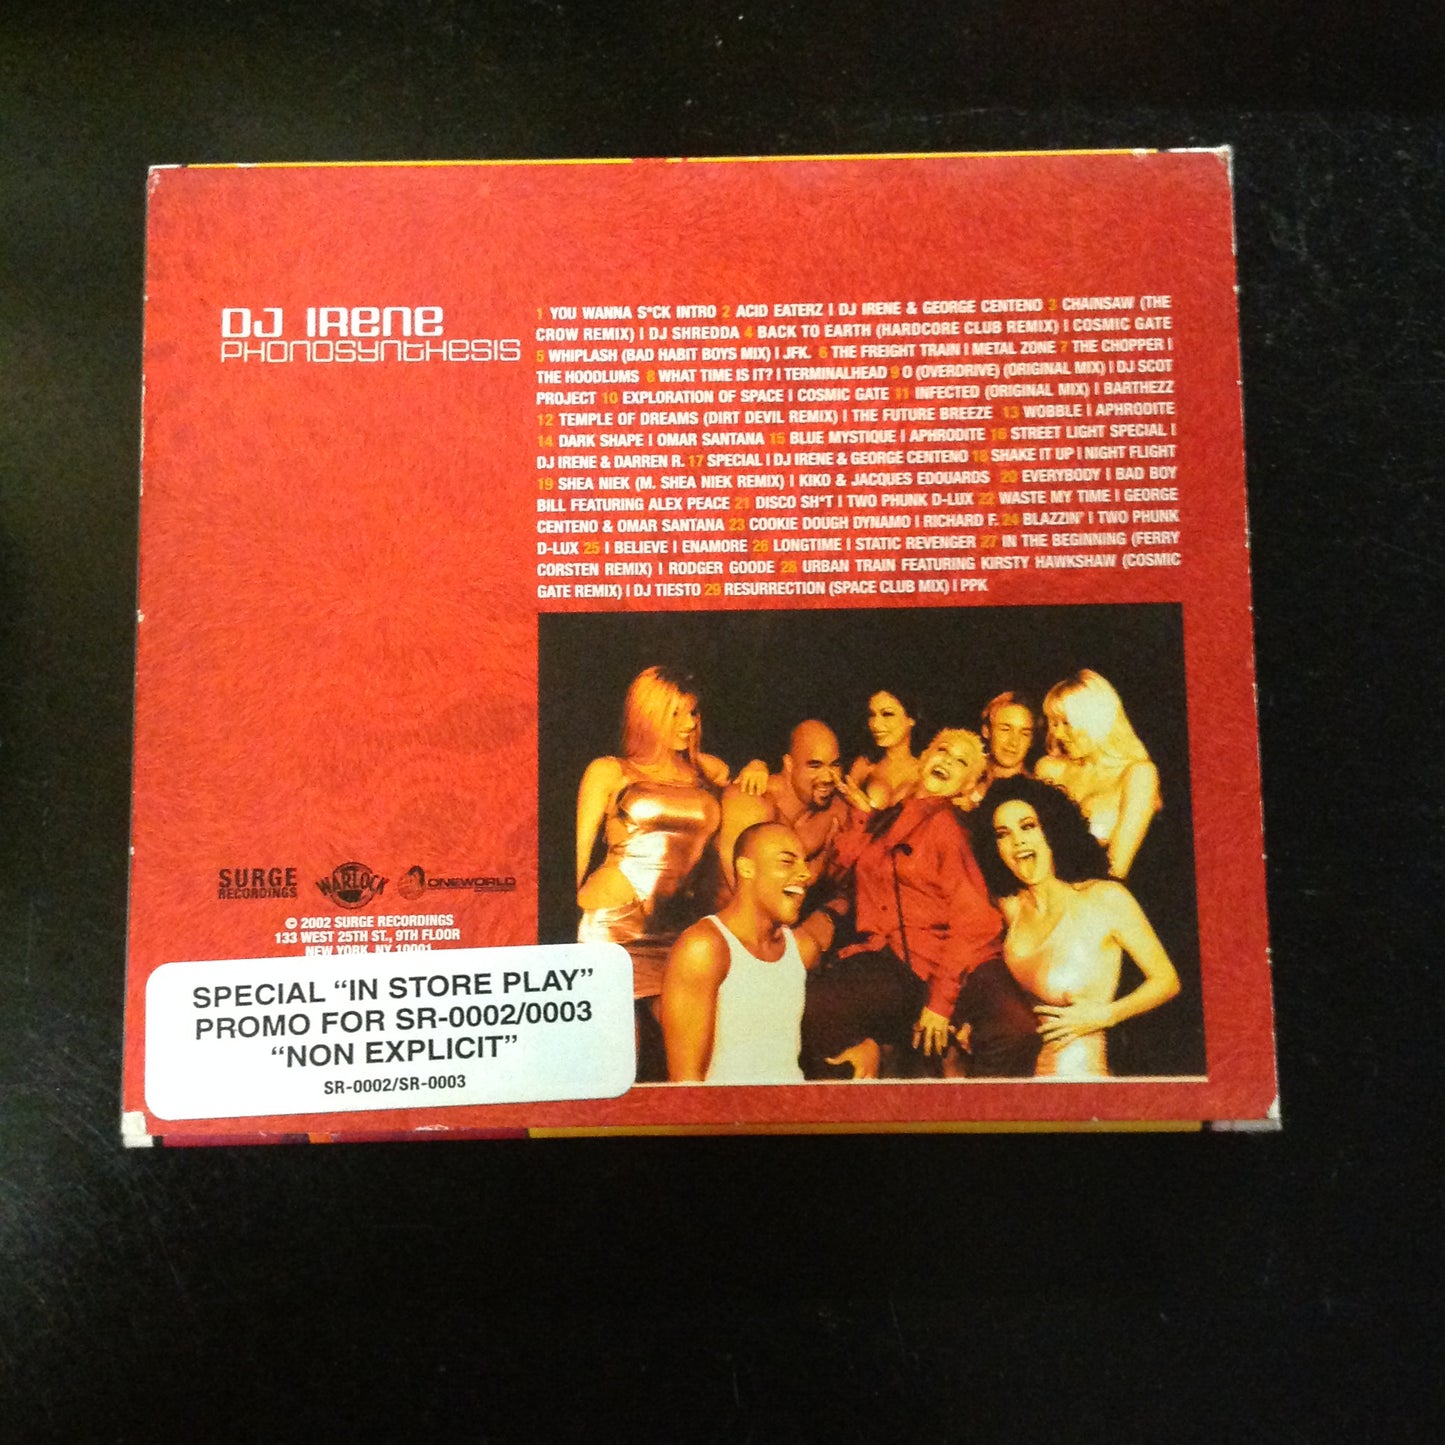 DJ IRENE
PHONOSYNTHESIS
1 YOU WANNA S*CK INTRO 2 ACID EATERZ | DJ IRENE & GEORGE CENTENO 3 CHAINSAW (THE
CROW REMIX) | DJ SHREDDA 4 BACK TO EARTH (HARDCORE CLUB REMIX) | COSMIC GATE
5 WHIPLASH (BAD HABIT BOYS MIX) | JFK. 6 THE FREIGHT TRAIN | METAL ZONE 7 THE CHOPPER |
THE HOODLUMS 8 WHAT TIME IS IT? | TERMINALHEAD 9 O (OVERDRIVE) (ORIGINAL MIX) | DJ SCOT
PROJECT 10 EXPLORATION OF SPACE | COSMIC GATE 11 INFECTED (ORIGINAL MIX) | BARTHEZZ
12 TEMPLE OF DREAMS (DIRT DEVIL REMIX) | THE FUTURE BREEZE 13 WOBBLE | APHRODITE
14 DARK SHAPE | OMAR SANTANA 15 BLUE MYSTIQUE | APHRODITE 16 STREET LIGHT SPECIAL |
DJ IRENE & DARREN R. 17 SPECIAL | DJ IRENE & GEORGE CENTENO 18 SHAKE IT UP | NIGHT FLIGHT
19 SHEA NIEK (M. SHEA NIEK REMIX) | KIKO & JACQUES EDOUARDS 20 EVERYBODY | BAD BOY
BILL FEATURING ALEX PEACE 21 DISCO SH*T | TWO PHUNK D-LUX 22 WASTE MY TIME | GEORGE
CENTENO & OMAR SANTANA 23 COOKIE DOUGH DYNAMO | RICHARD F. 24 BLAZZIN' | TWO PHUNK
D-LUX 25 I BELIEVE | ENAMORE 26 LONGTIME | STATIC REVENGER 27 IN THE BEGINNING (FERRY
CORSTEN REMIX) | RODGER GOODE 28 URBAN TRAIN FEATURING KIRSTY HAWKSHAW (COSMIC
GATE REMIX) | DJ TIESTO 29 RESURRECTION (SPACE CLUB MIX) | PPK
SURGE
RECORDINGS
WARLOCK
ONEWORLD
© 2002 SURGE RECORDINGS
133 WEST 25TH ST., 9TH FLOOR
NEW YORK, NY 10001
SPECIAL “IN STORE PLAY”
PROMO FOR SR-0002/0003
“NON EXPLICIT”
SR-0002/SR-0003